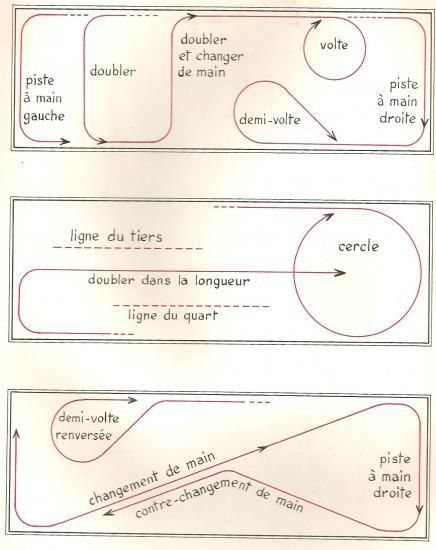 piste
à main
gauche
doubler
doubler
et changer
de main
volte
demi-volte
piste
à main
droite
ligne du tiers
cercle
doubler dans la longueur
ligne du quart
demi-volte
renversée
changement de main
contre-changement de main
piste
à main
droite